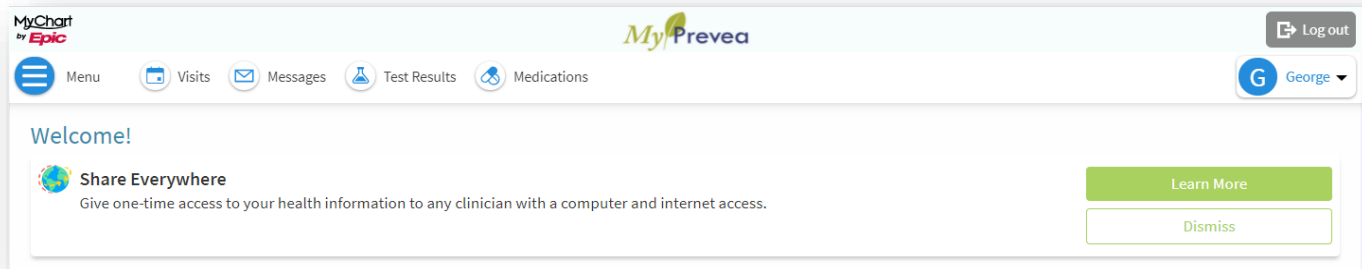 MyChart
by Epic
MyPrevea
Log out
Menu Visits Messages Test Results Medications
G George
Welcome!
Share Everywhere
Give one-time access to your health information to any clinician with a computer and internet access.
Learn More
Dismiss